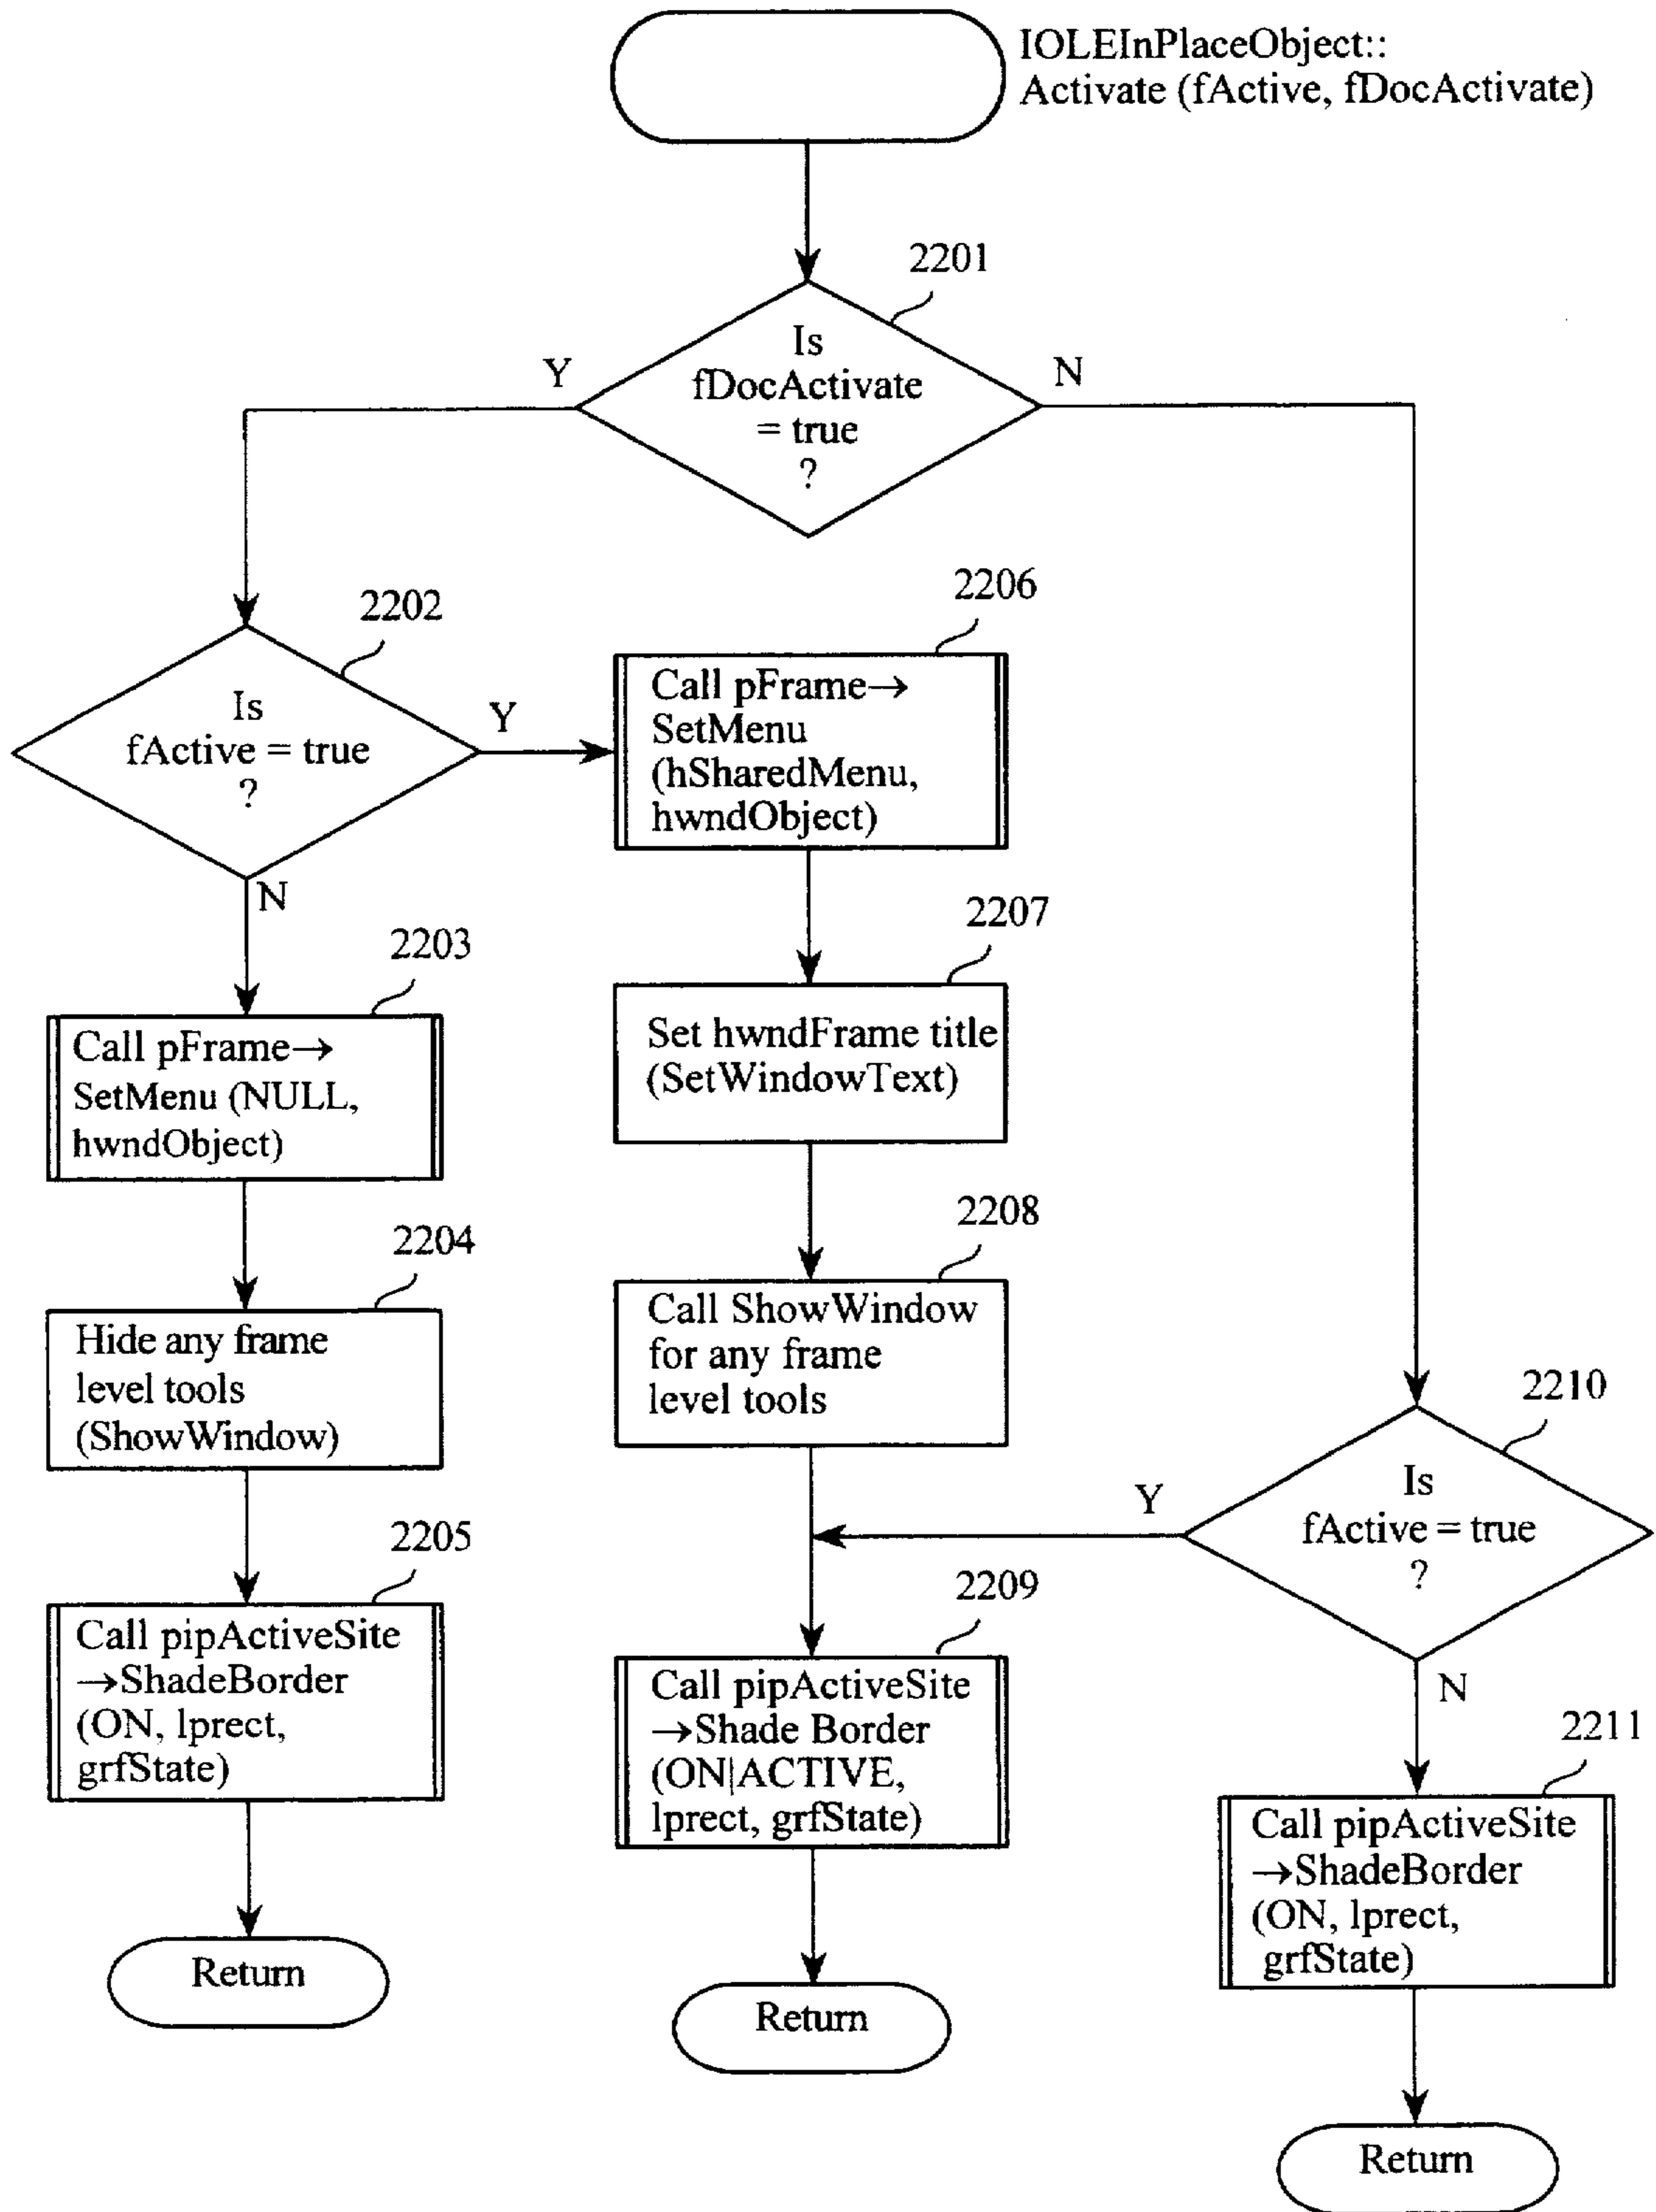 IOLEInPlaceObject::
Activate (fActive, fDocActivate)
2201
Is
fDocActivate
= true
?
Y
N
2202
Is
fActive = true
?
Y
N
2206
Call pFrame→
SetMenu
(hSharedMenu,
hwndObject)
2203
Call pFrame→
SetMenu (NULL,
hwndObject)
2207
Set hwndFrame title
(SetWindowText)
2204
Hide any frame
level tools
(ShowWindow)
2208
Call ShowWindow
for any frame
level tools
2210
Is
fActive = true
?
Y
N
2205
Call pipActiveSite
→ShadeBorder
(ON, lprect,
grfState)
2209
Call pipActiveSite
→Shade Border
(ON|ACTIVE,
lprect, grfState)
2211
Call pipActiveSite
→ShadeBorder
(ON, lprect,
grfState)
Return
Return
Return